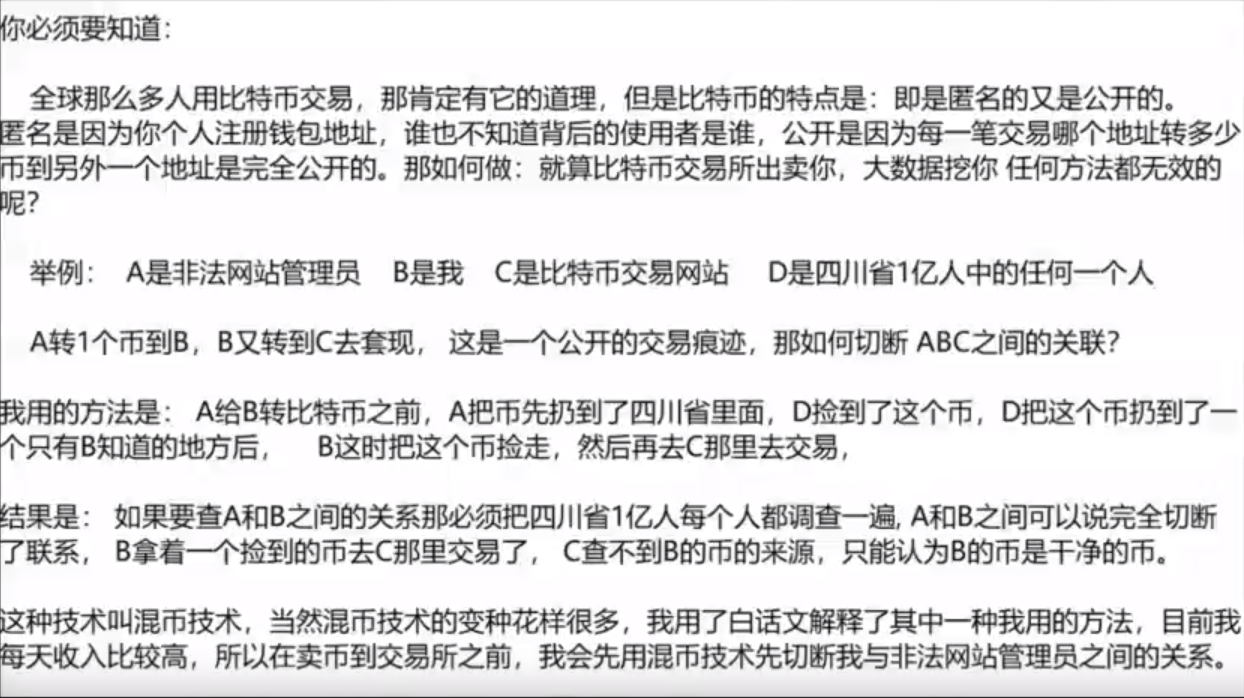 你必须要知道：
全球那么多人用比特币交易，那肯定有它的道理，但是比特币的特点是：即是匿名的又是公开的。
匿名是因为你个人注册钱包地址，谁也不知道背后的使用者是谁，公开是因为每一笔交易哪个地址转多少
币到另外一个地址是完全公开的。那如何做：就算比特币交易所出卖你，大数据挖你 任何方法都无效的
呢？
举例： A是非法网站管理员 B是我 C是比特币交易网站 D是四川省1亿人中的任何一个人
A转1个币到B，B又转到C去套现， 这是一个公开的交易痕迹，那如何切断 ABC之间的关联？
我用的方法是： A给B转比特币之前，A把币先扔到了四川省里面，D捡到了这个币，D把这个币扔到了一
个只有B知道的地方后， B这时把这个币捡走，然后再去C那里去交易，
结果是： 如果要查A和B之间的关系那必须把四川省1亿人每个人都调查一遍, A和B之间可以说完全切断
了联系， B拿着一个捡到的币去C那里交易了， C查不到B的币的来源，只能认为B的币是干净的币。
这种技术叫混币技术，当然混币技术的变种花样很多，我用了白话文解释了其中一种我用的方法，目前我
每天收入比较高，所以在卖币到交易所之前，我会先用混币技术先切断我与非法网站管理员之间的关系。